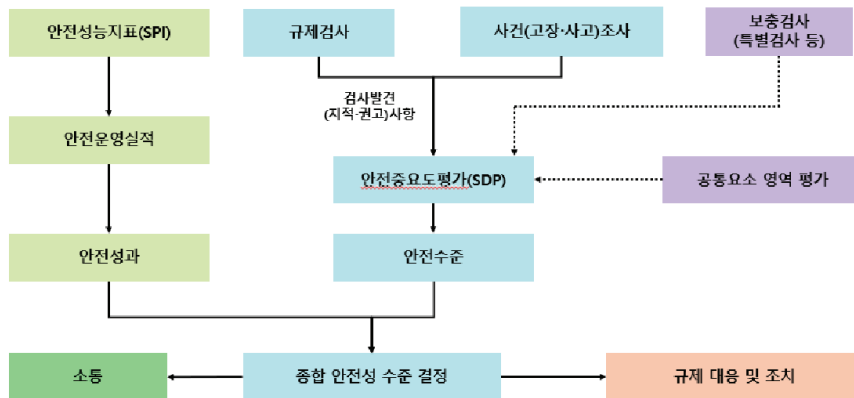 안전성능지표(SPI)
규제검사
사건(고장·사고)조사
보충검사
(특별검사 등)
검사발견
(지적·권고)사항
안전운영실적
안전중요도평가(SDP)
공통요소 영역 평가
안전성과
안전수준
소통
종합 안전성 수준 결정
규제 대응 및 조치